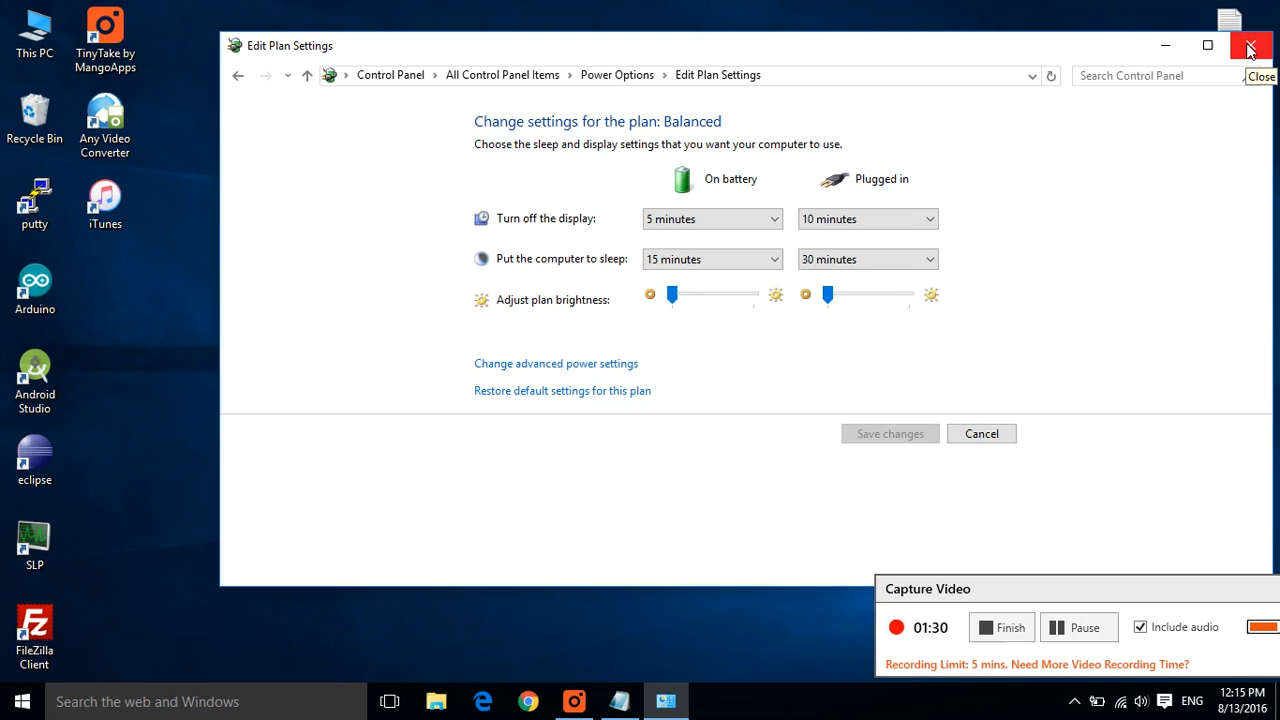 This PC
TinyTake by
MangoApps
Recycle Bin
Any Video
Converter
putty
iTunes
Arduino
Android
Studio
eclipse
SLP
FileZilla
Client
Edit Plan Settings
Close
Control Panel
All Control Panel Items
Power Options
Edit Plan Settings
Search Control Panel
Change settings for the plan: Balanced
Choose the sleep and display settings that you want your computer to use.
On battery
Plugged in
Turn off the display:
5 minutes
10 minutes
Put the computer to sleep:
15 minutes
30 minutes
Adjust plan brightness:
Change advanced power settings
Restore default settings for this plan
Save changes
Cancel
Capture Video
01:30
Finish
Pause
Include audio
Recording Limit: 5 mins. Need More Video Recording Time?
Search the web and Windows
ENG
12:15 PM
8/13/2016